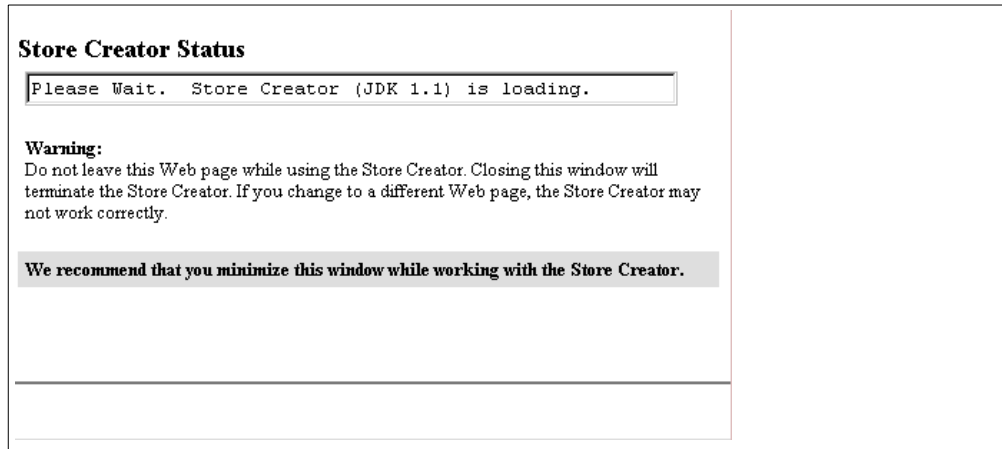 Store Creator Status
Please Wait.  Store Creator (JDK 1.1) is loading.
Warning:
Do not leave this Web page while using the Store Creator. Closing this window will
terminate the Store Creator. If you change to a different Web page, the Store Creator may
not work correctly.
We recommend that you minimize this window while working with the Store Creator.